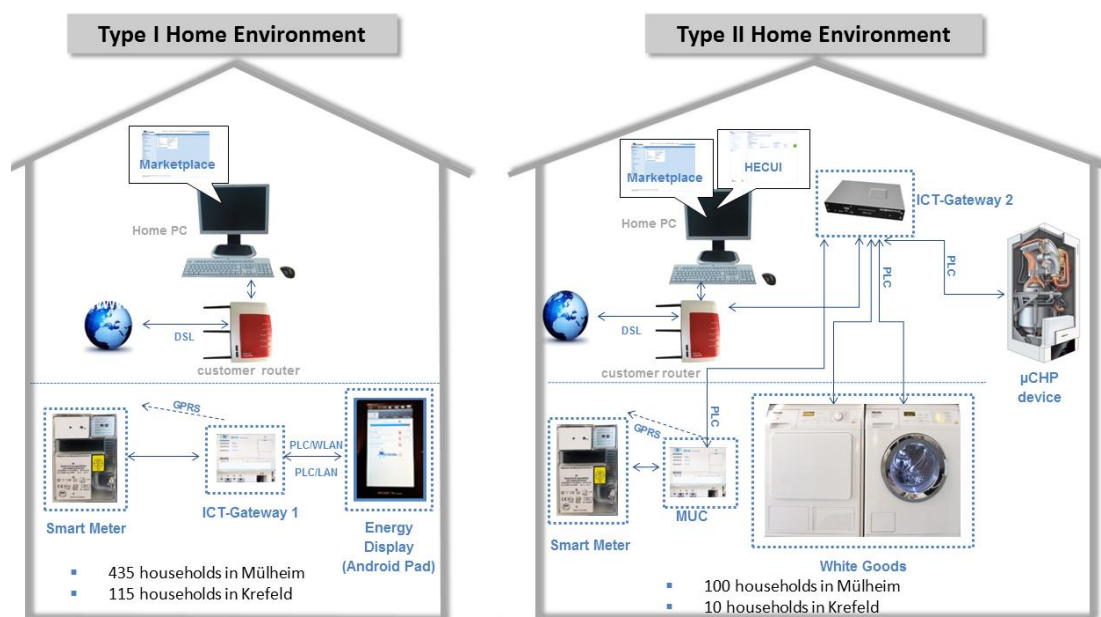 Type I Home Environment
Marketplace
Home PC
DSL
customer router
GPRS
PLC/WLAN
PLC/LAN
ICT-Gateway 1
Smart Meter
Energy
Display
(Android Pad)
▪ 435 households in Mülheim
▪ 115 households in Krefeld
Type II Home Environment
Marketplace
HECUI
Home PC
ICT-Gateway 2
PLC
PLC
DSL
customer router
µCHP
device
PLC
GPRS
MUC
Smart Meter
White Goods
▪ 100 households in Mülheim
▪ 10 households in Krefeld